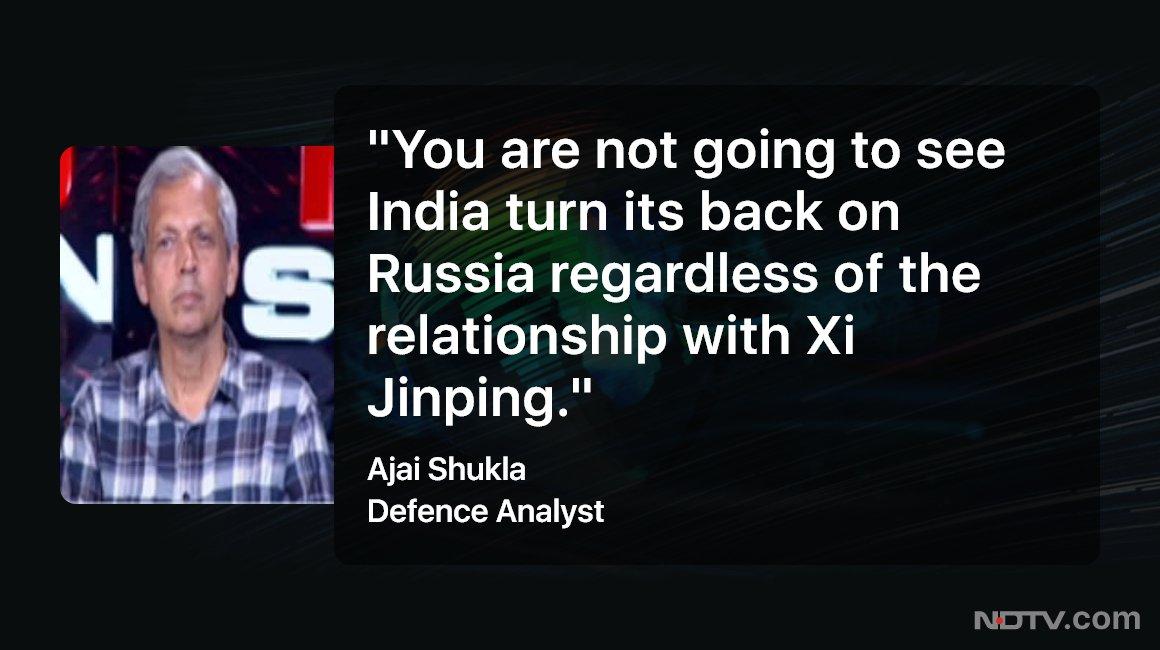 "You are not going to see
India turn its back on
Russia regardless of the
relationship with Xi
Jinping."
Ajai Shukla
Defence Analyst
NDTV.com